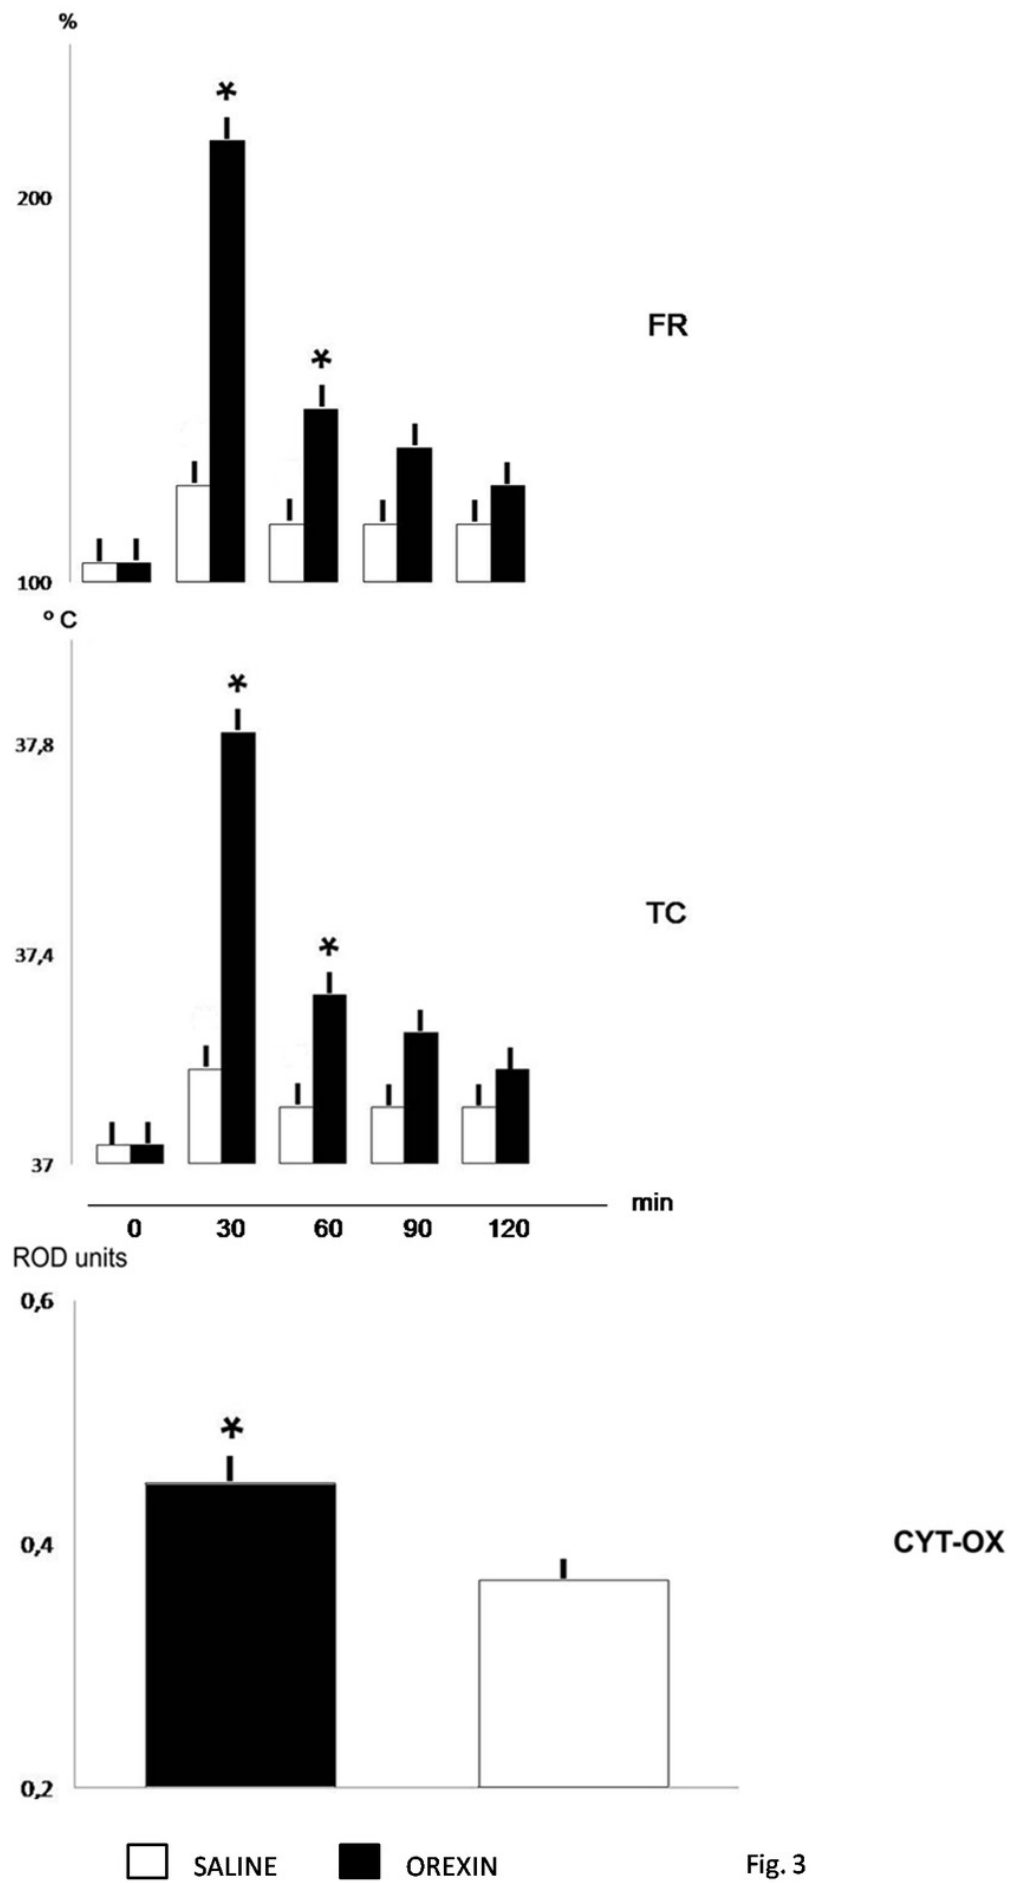 %
*
200
*
FR
100
º C
*
37,8
TC
37,4
*
37
min
0 30 60 90 120
ROD units
0,6
*
0,4
CYT-OX
0,2
SALINE OREXIN Fig. 3